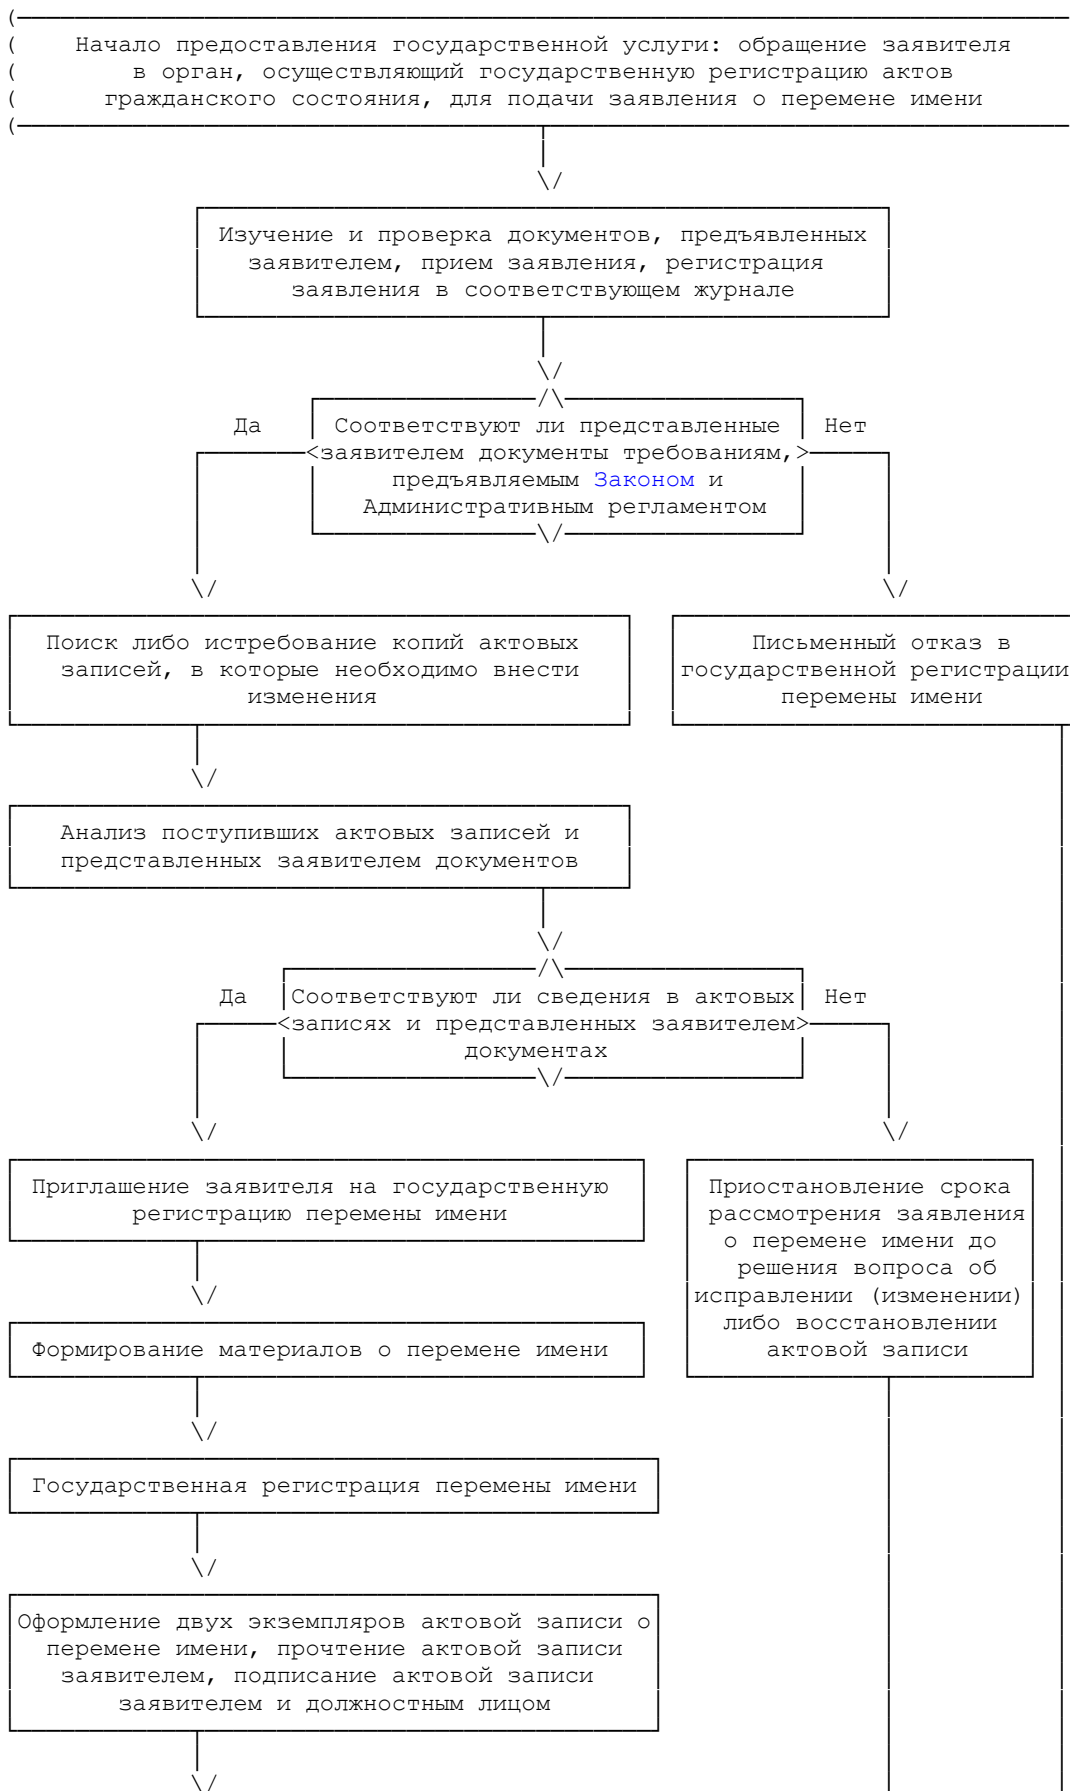 Начало предоставления государственной услуги: обращение заявителя
в орган, осуществляющий государственную регистрацию актов
гражданского состояния, для подачи заявления о перемене имени
Изучение и проверка документов, предъявленных
заявителем, прием заявления, регистрация
заявления в соответствующем журнале
Да
Соответствуют ли представленные
заявителем документы требованиям,
предъявляемым Законом и
Административным регламентом
Нет
Поиск либо истребование копий актовых
записей, в которые необходимо внести
изменения
Письменный отказ в
государственной регистрации
перемены имени
Анализ поступивших актовых записей и
представленных заявителем документов
Да
Соответствуют ли сведения в актовых
записях и представленных заявителем
документах
Нет
Приглашение заявителя на государственную
регистрацию перемены имени
Приостановление срока
рассмотрения заявления
о перемене имени до
решения вопроса об
исправлении (изменении)
либо восстановлении
актовой записи
Формирование материалов о перемене имени
Государственная регистрация перемены имени
Оформление двух экземпляров актовой записи о
перемене имени, прочтение актовой записи
заявителем, подписание актовой записи
заявителем и должностным лицом